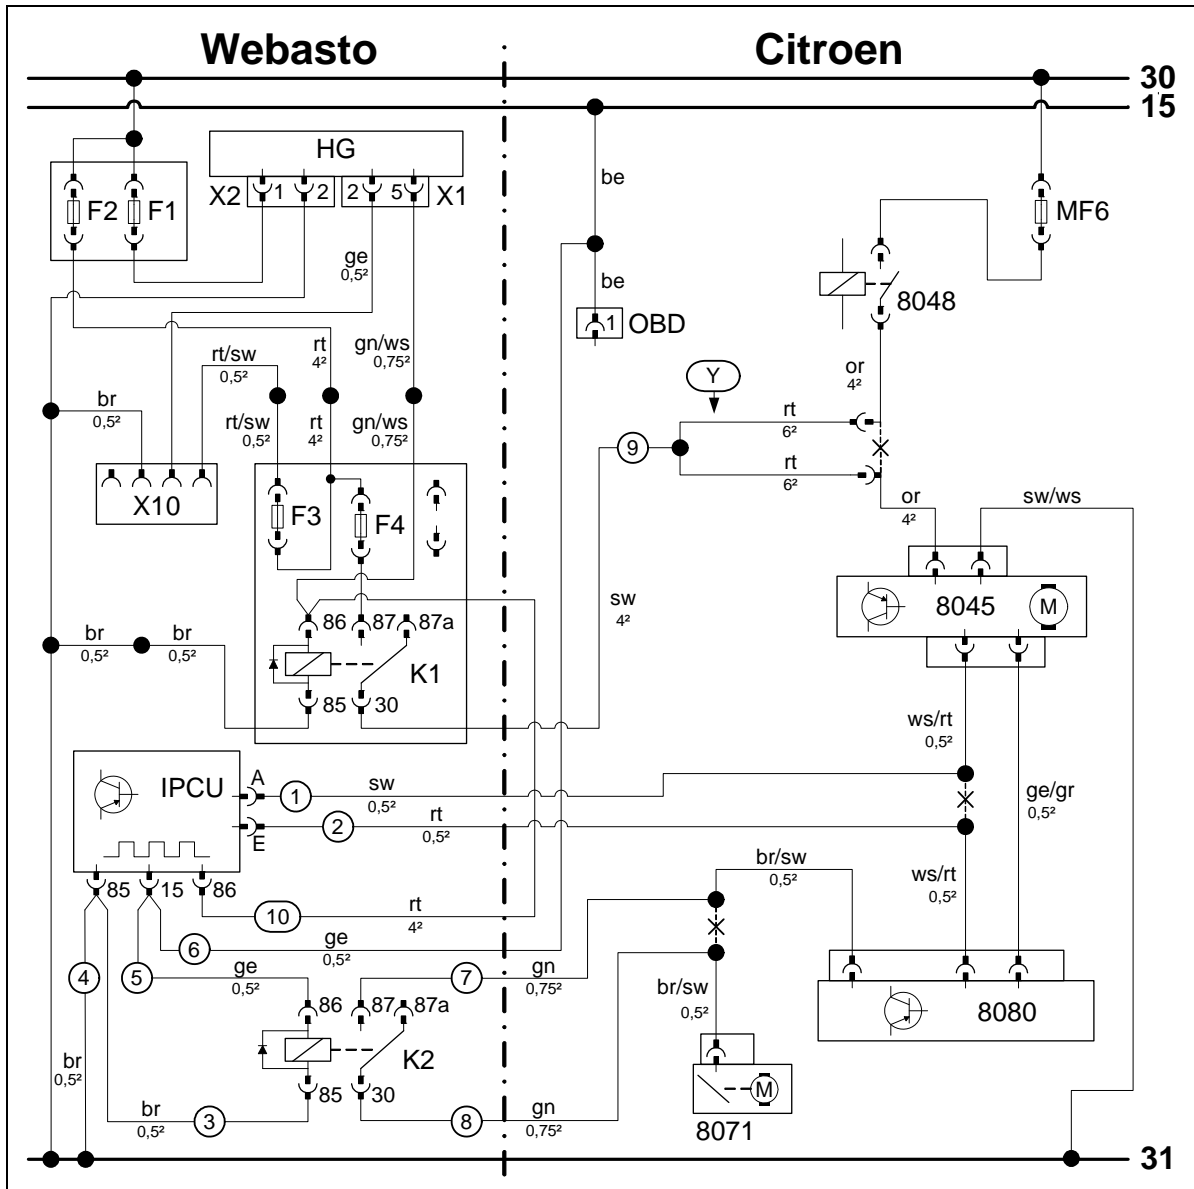 Webasto Citroen
30
15
HG
X2 1 2 2 5 X1
F2 F1
be
MF6
ge
0,5²
be
1 OBD
8048
rt/sw
0,5²
rt
4²
gn/ws
0,75²
or
4²
Y
br
0,5²
rt/sw
0,5²
rt
4²
gn/ws
0,75²
rt
6²
9
rt
6²
X10
F3 F4
or
4²
sw/ws
sw
4²
8045 M
86 87 87a
br
0,5²
br
0,5²
K1
85 30
ws/rt
0,5²
IPCU A
1
sw
0,5²
ge/gr
0,5²
E
2
rt
0,5²
85 15 86
br/sw
0,5²
ws/rt
0,5²
10
rt
4²
6
ge
0,5²
4 5
ge
0,5²
7
gn
0,75²
86 87 87a
br/sw
0,5²
8080
K2
br
0,5²
85 30
M
br
0,5²
3
8
gn
0,75²
8071
31